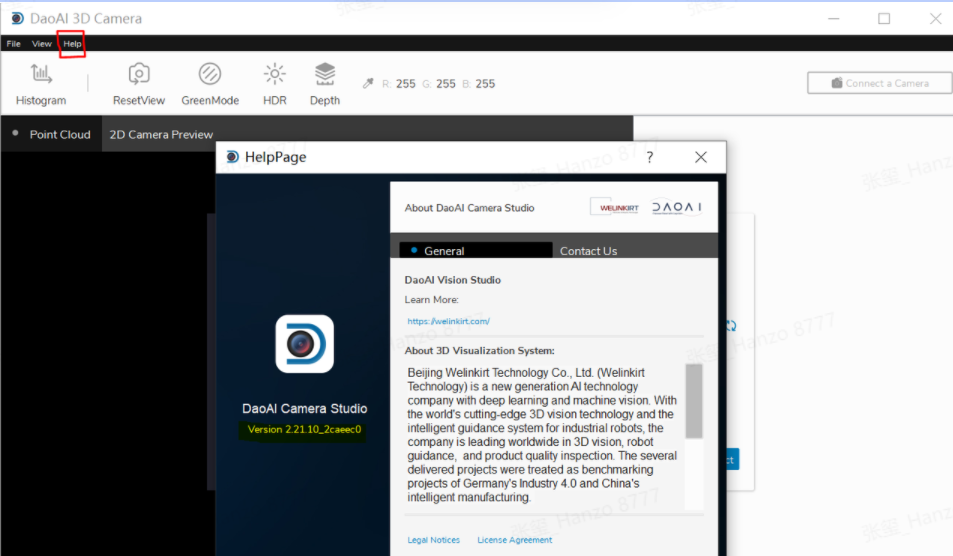 DaoAI 3D Camera
File View Help
Histogram ResetView GreenMode HDR Depth R: 255 G: 255 B: 255 Connect a Camera
Point Cloud 2D Camera Preview
HelpPage ?
About DaoAI Camera Studio WELINKIRT DAOAI
General Contact Us
DaoAI Vision Studio
Learn More:
https://welinkirt.com/
About 3D Visualization System:
Beijing Welinkirt Technology Co., Ltd. (Welinkirt
Technology) is a new generation AI technology
company with deep learning and machine vision. With
the world's cutting-edge 3D vision technology and the
intelligent guidance system for industrial robots, the
company is leading worldwide in 3D vision, robot
guidance, and product quality inspection. The several
delivered projects were treated as benchmarking
projects of Germany's Industry 4.0 and China's
intelligent manufacturing.
DaoAI Camera Studio
Version 2.21.10_2caeec0
ct
Legal Notices License Agreement
张玺_Hanzo 8777